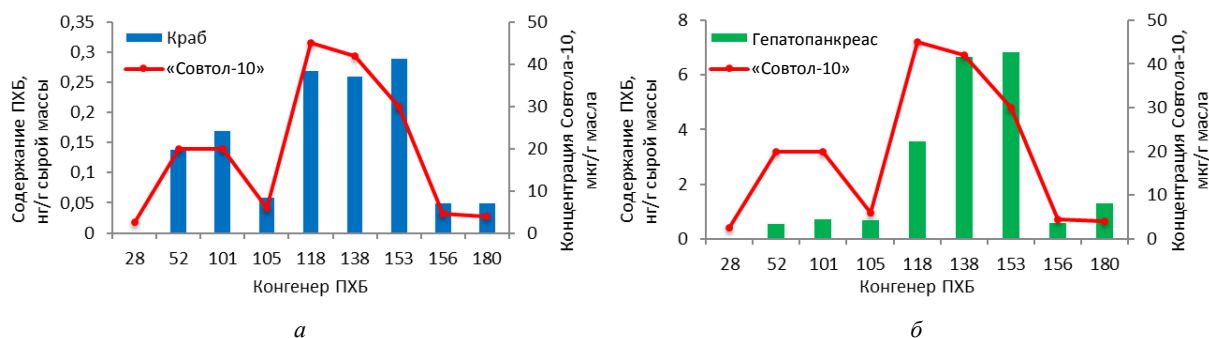 Содержание ПХБ,
нг/г сырой массы
0,35
0,3
0,25
0,2
0,15
0,1
0,05
0
Краб
«Совтол-10»
50
40
30
20
10
0
Концентрация Совтола-10,
мкг/г масла
28 52 101 105 118 138 153 156 180
Конгенер ПХБ
а
Содержание ПХБ,
нг/г сырой массы
8
6
4
2
0
Гепатопанкреас
«Совтол-10»
50
40
30
20
10
0
Концентрация Совтола-10,
мкг/г масла
28 52 101 105 118 138 153 156 180
Конгенер ПХБ
б